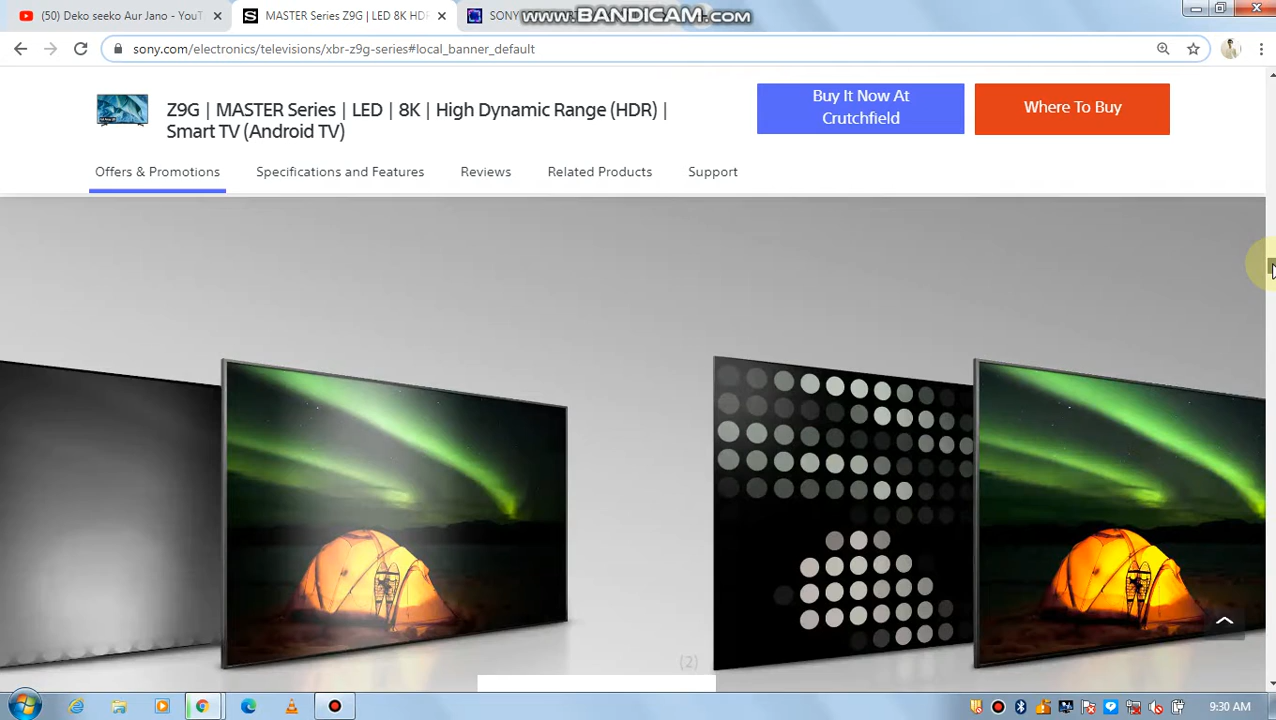 (50) Deko seeko Aur Jano - YouT
MASTER Series Z9G | LED 8K HDR
SONY
www.BANDICAM.com
sony.com/electronics/televisions/xbr-z9g-series#local_banner_default
Z9G | MASTER Series | LED | 8K | High Dynamic Range (HDR) |
Smart TV (Android TV)
Buy It Now At
Crutchfield
Where To Buy
Offers & Promotions
Specifications and Features
Reviews
Related Products
Support
(2)
9:30 AM